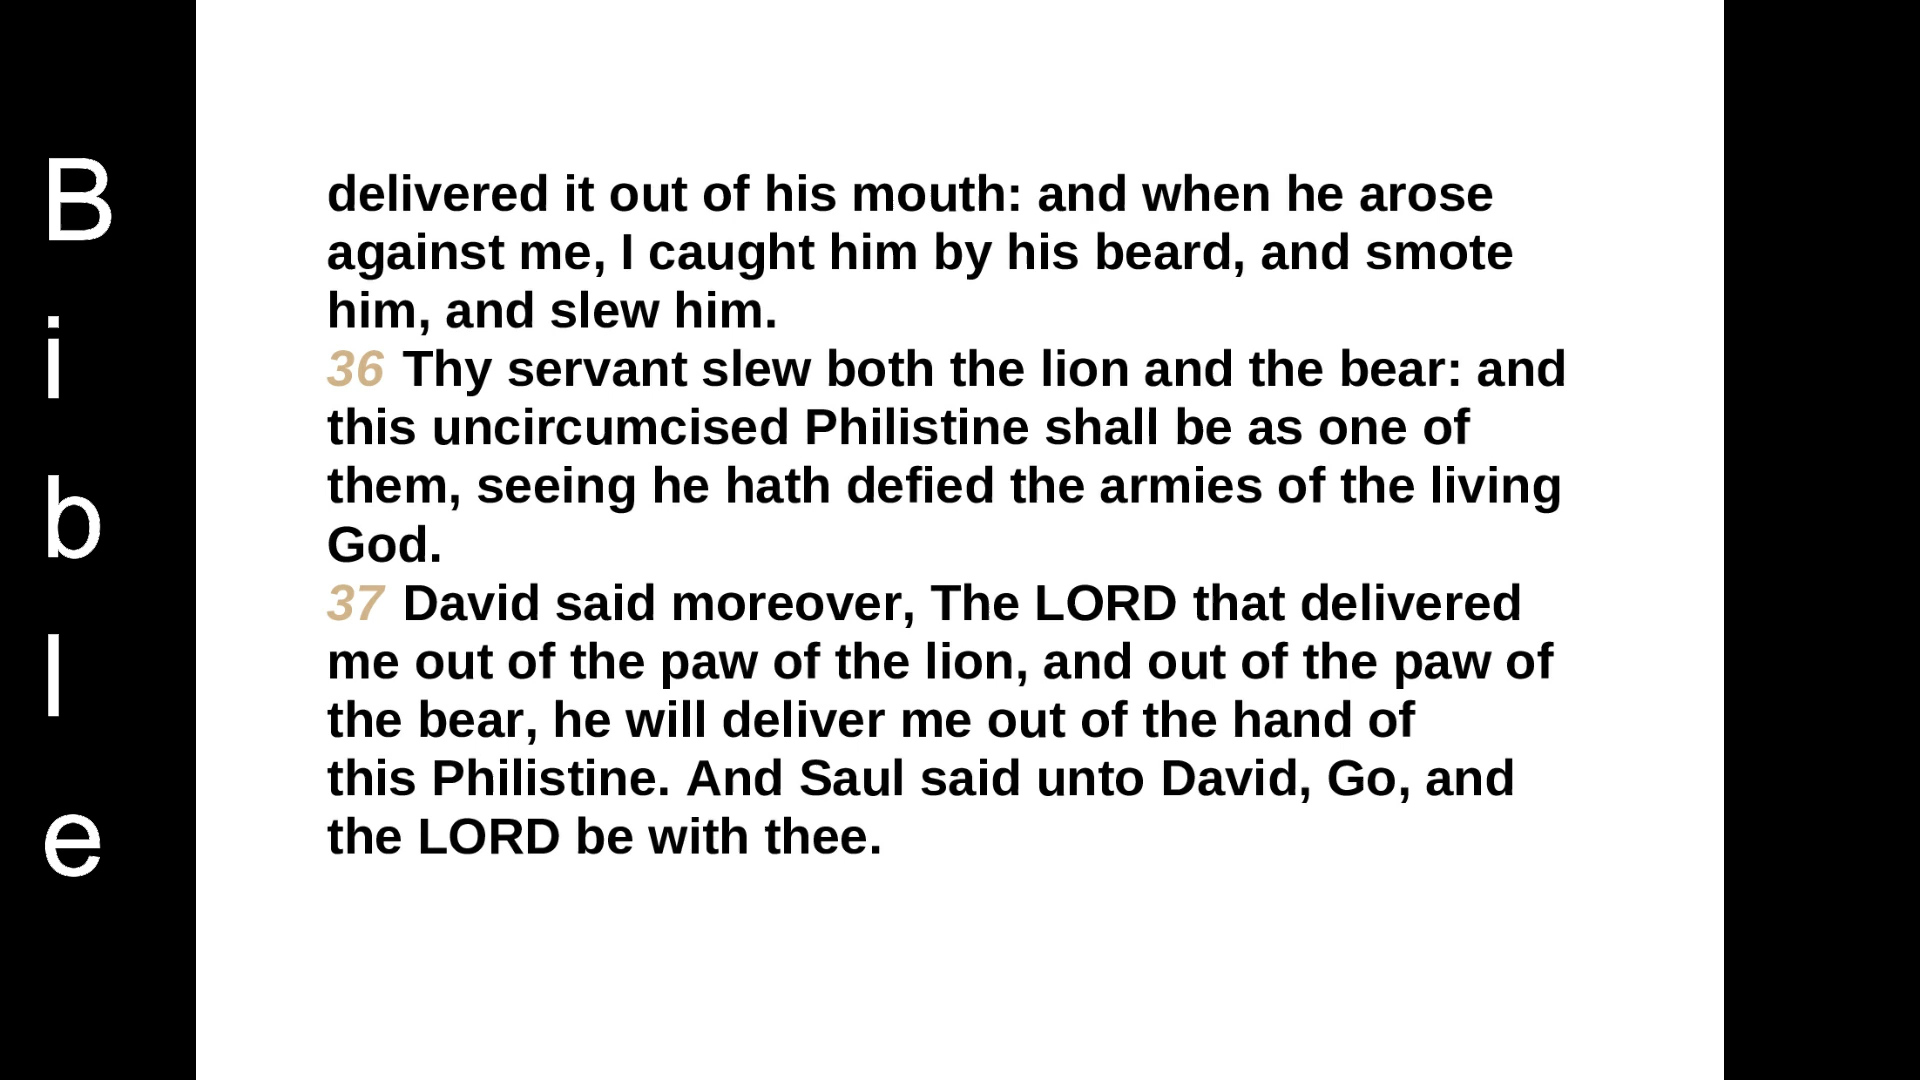 B
i
b
l
e
delivered it out of his mouth: and when he arose
against me, I caught him by his beard, and smote
him, and slew him.
36 Thy servant slew both the lion and the bear: and
this uncircumcised Philistine shall be as one of
them, seeing he hath defied the armies of the living
God.
37 David said moreover, The LORD that delivered
me out of the paw of the lion, and out of the paw of
the bear, he will deliver me out of the hand of
this Philistine. And Saul said unto David, Go, and
the LORD be with thee.